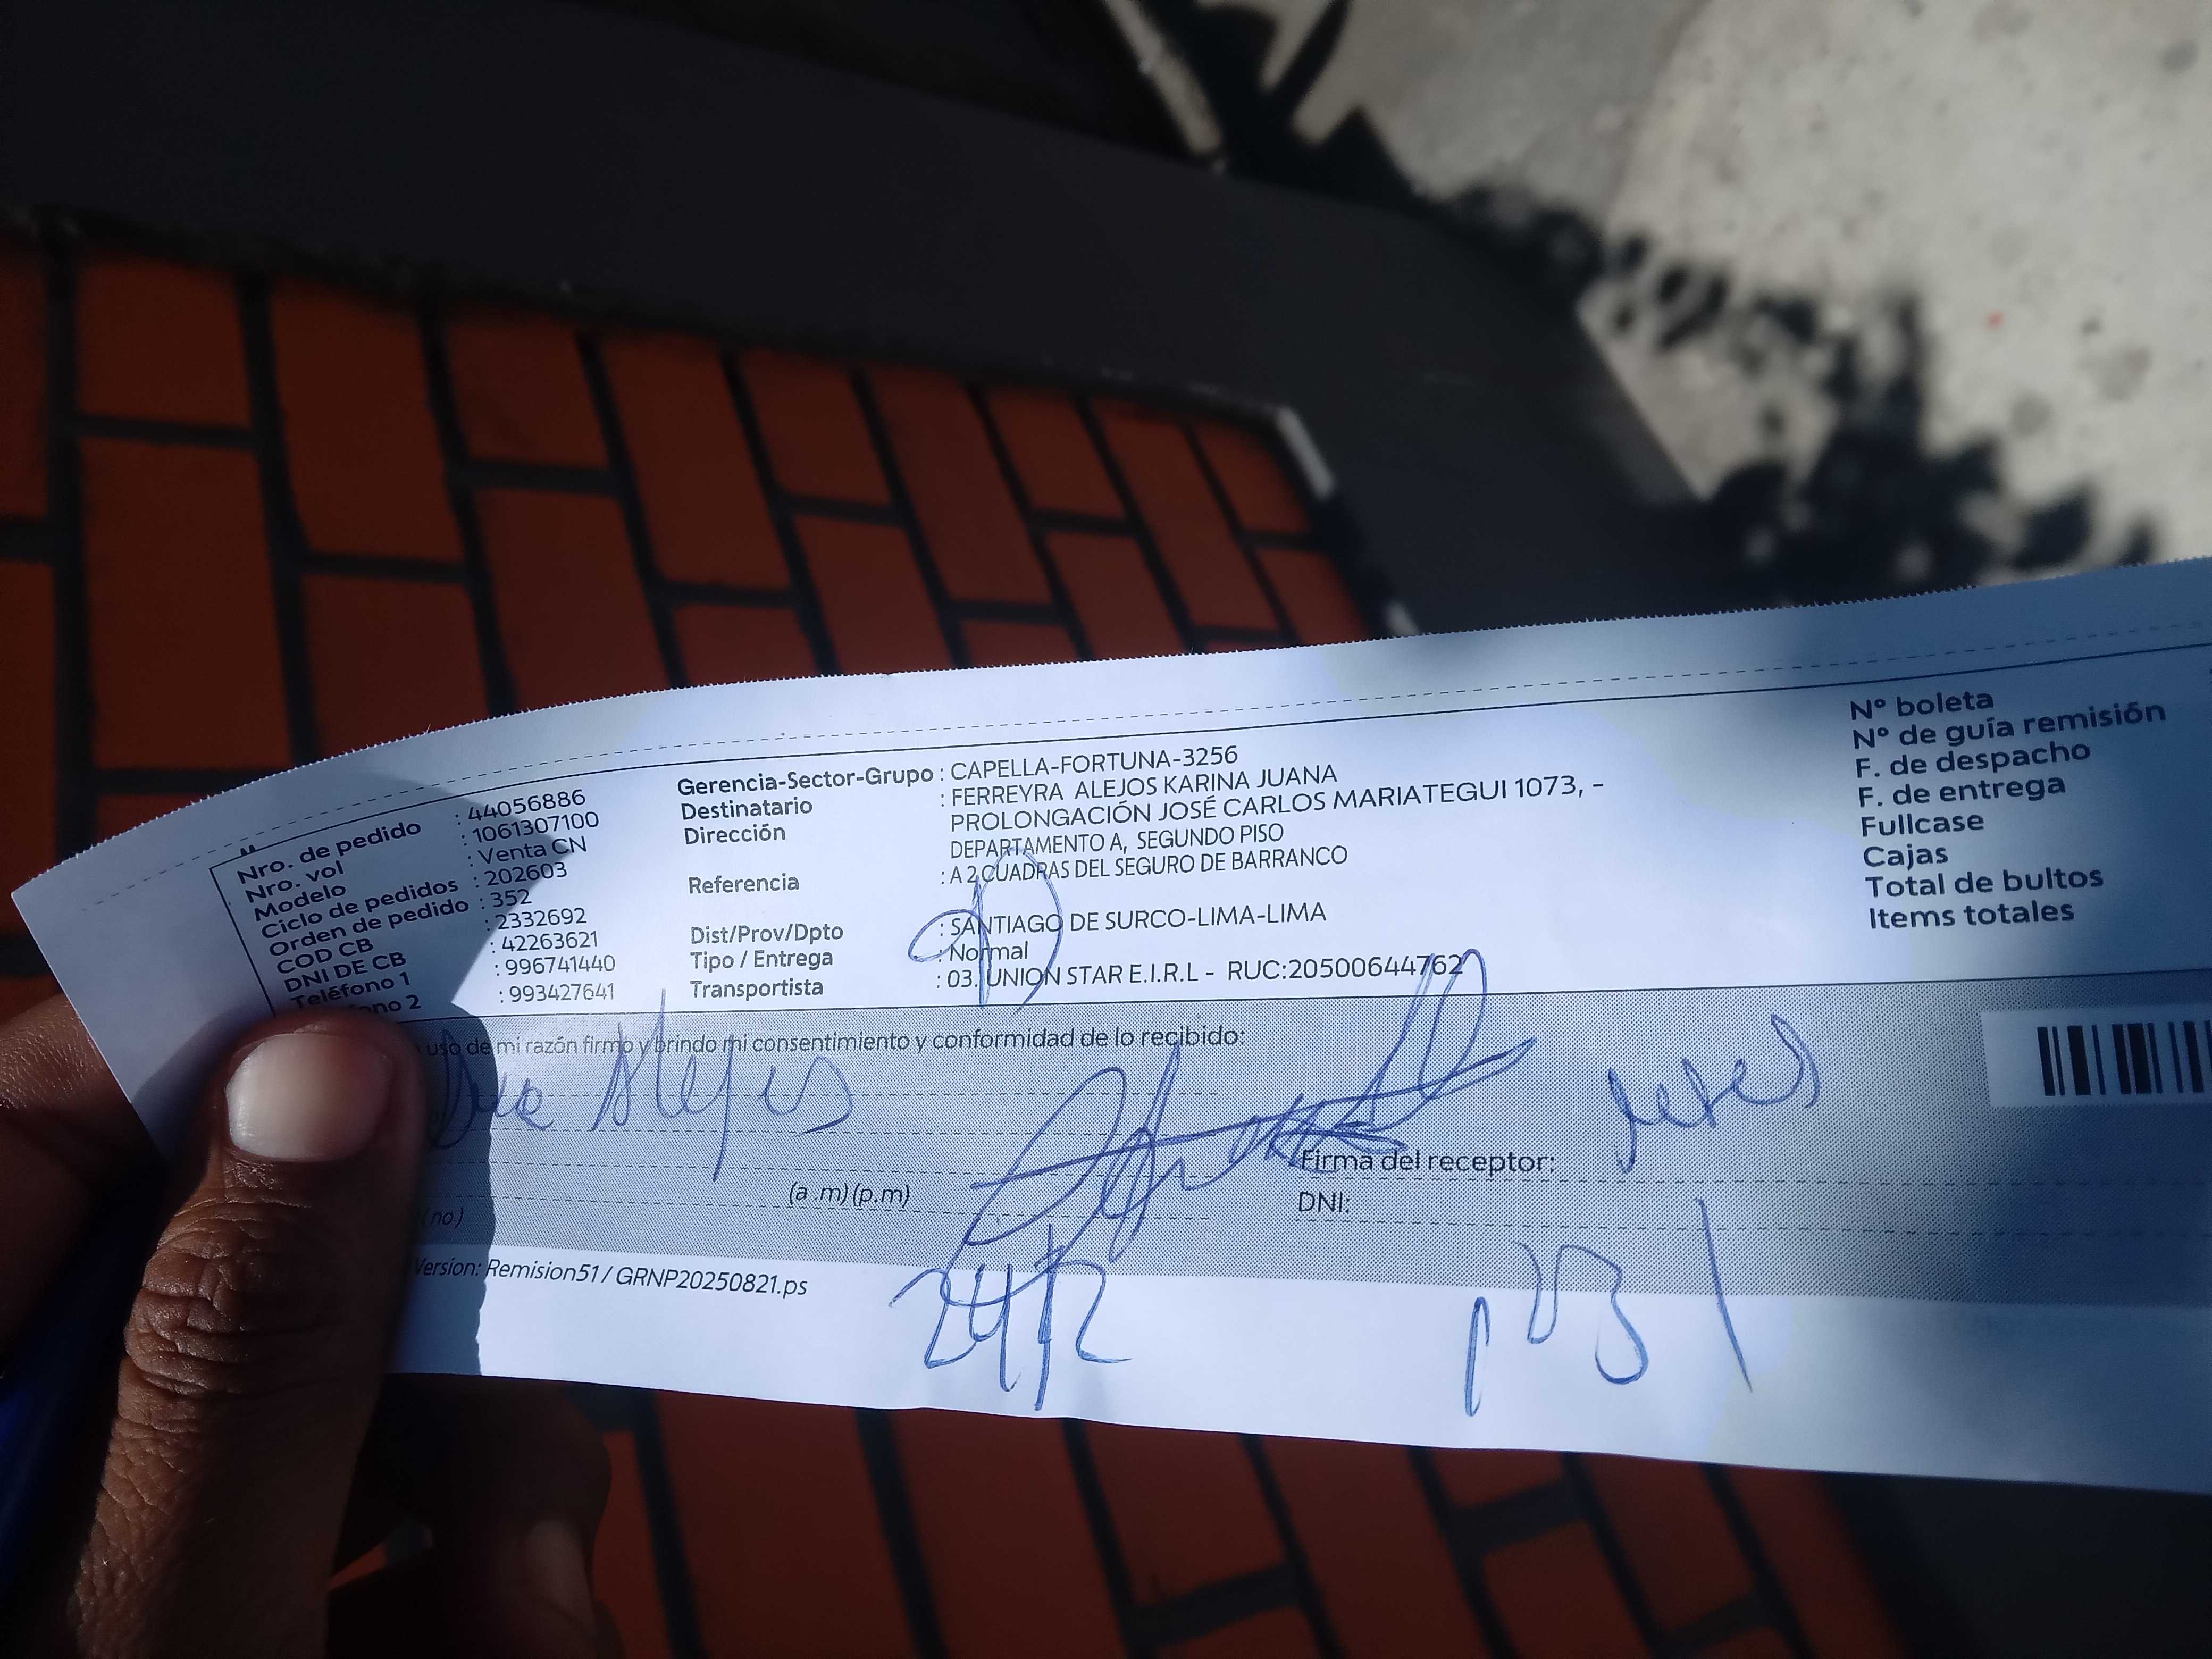 Nro. de pedido : 44056886
Nro. vol : 1061307100
Modelo : Venta CN
Ciclo de pedidos : 202603
Orden de pedido : 352
COD CB : 2332692
DNI DE CB : 42263621
Teléfono 1 : 996741440
ono 2 : 993427641
Gerencia-Sector-Grupo : CAPELLA-FORTUNA-3256
Destinatario : FERREYRA ALEJOS KARINA JUANA
Dirección PROLONGACIÓN JOSÉ CARLOS MARIATEGUI 1073, -
DEPARTAMENTO A, SEGUNDO PISO
Referencia : A 2 CUADRAS DEL SEGURO DE BARRANCO
Dist/Prov/Dpto : SANTIAGO DE SURCO-LIMA-LIMA
Tipo / Entrega : Normal
Transportista : 03. UNION STAR E.I.R.L - RUC:20500644762
N° boleta
N° de guía remisión
F. de despacho
F. de entrega
Fullcase
Cajas
Total de bultos
Items totales
uso de mi razón firmo y brindo mi consentimiento y conformidad de lo recibido:
Firma del receptor:
(a .m) (p.m)
DNI:
(no)
Version: Remision51 / GRNP20250821.ps
24/2